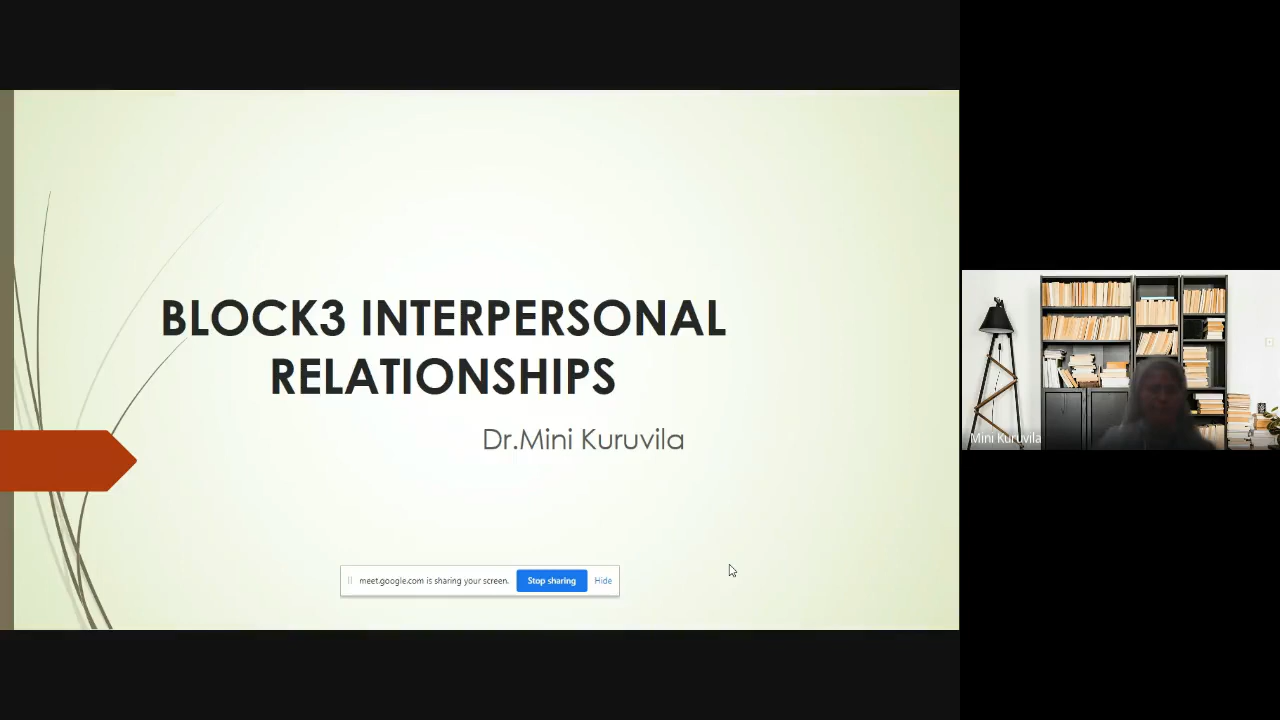 BLOCK3 INTERPERSONAL
RELATIONSHIPS
Dr.Mini Kuruvila
meet.google.com is sharing your screen.
Stop sharing
Hide
Mini Kuruvila